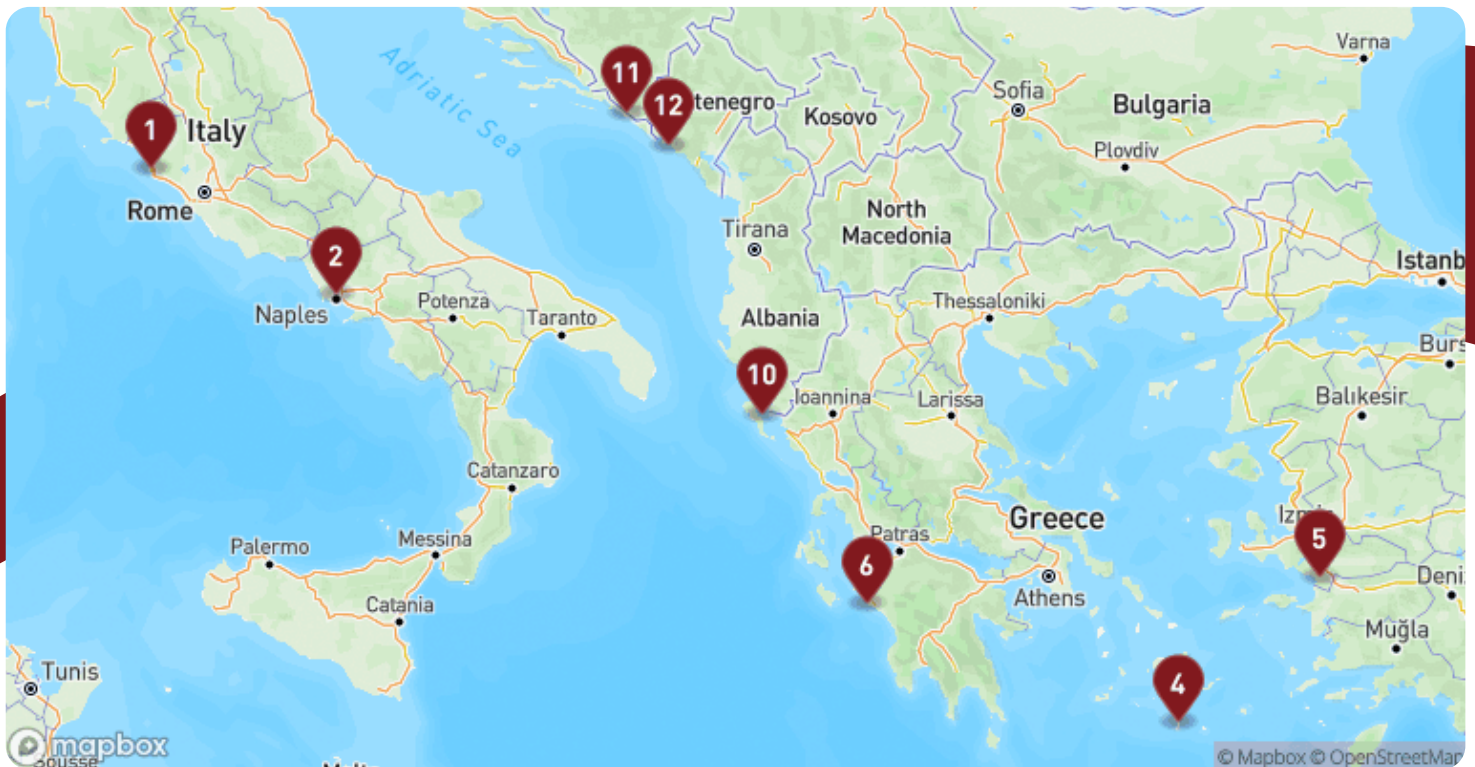 Varna
11
Adriatic Sea
Sofia
12
tenegro
Bulgaria
Kosovo
1
Italy
Plovdiv
Rome
North
Macedonia
Tirana
2
Istanb
Naples
Potenza
Thessaloniki
Taranto
Albania
Burs
10
Ioannina
Larissa
Balıkesir
Catanzaro
Greece
Izmir
Patras
Messina
5
Palermo
6
Deni
Athens
Catania
Muğla
Tunis
4
mapbox
Sousse
© Mapbox © OpenStreetMap